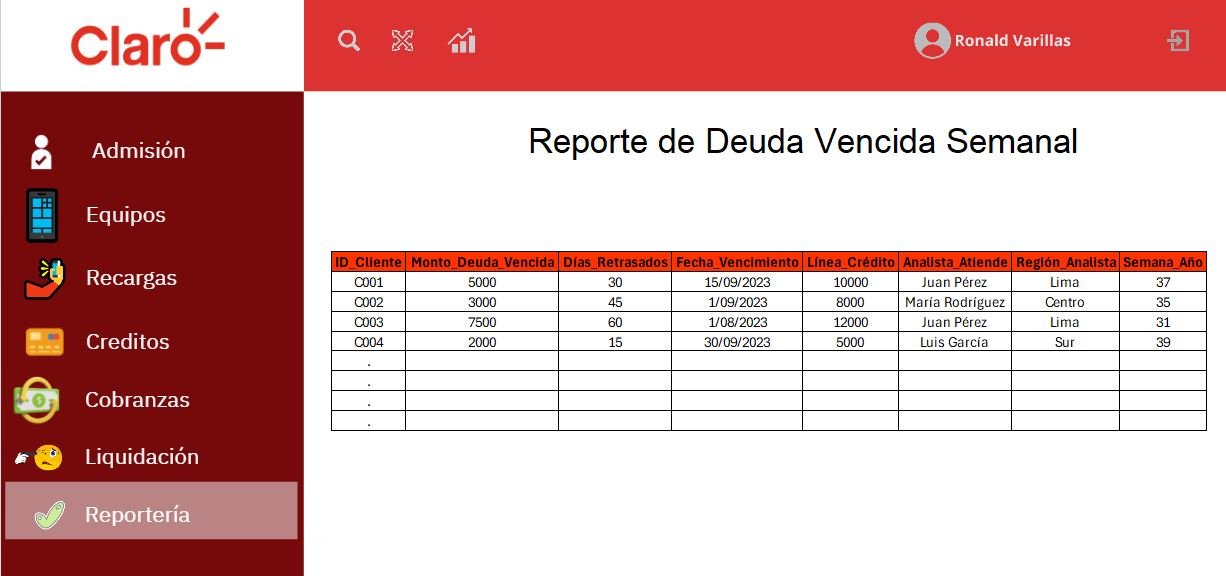 Claro
Ronald Varillas
Admisión
Equipos
Recargas
Creditos
Cobranzas
Liquidación
Reportería
Reporte de Deuda Vencida Semanal
ID_Cliente Monto_Deuda_Vencida Días_Retrasados Fecha_Vencimiento Línea_Crédito Analista_Atiende Región_Analista Semana_Año
C001 5000 30 15/09/2023 10000 Juan Pérez Lima 37
C002 3000 45 1/09/2023 8000 María Rodríguez Centro 35
C003 7500 60 1/08/2023 12000 Juan Pérez Lima 31
C004 2000 15 30/09/2023 5000 Luis García Sur 39
.
.
.
.